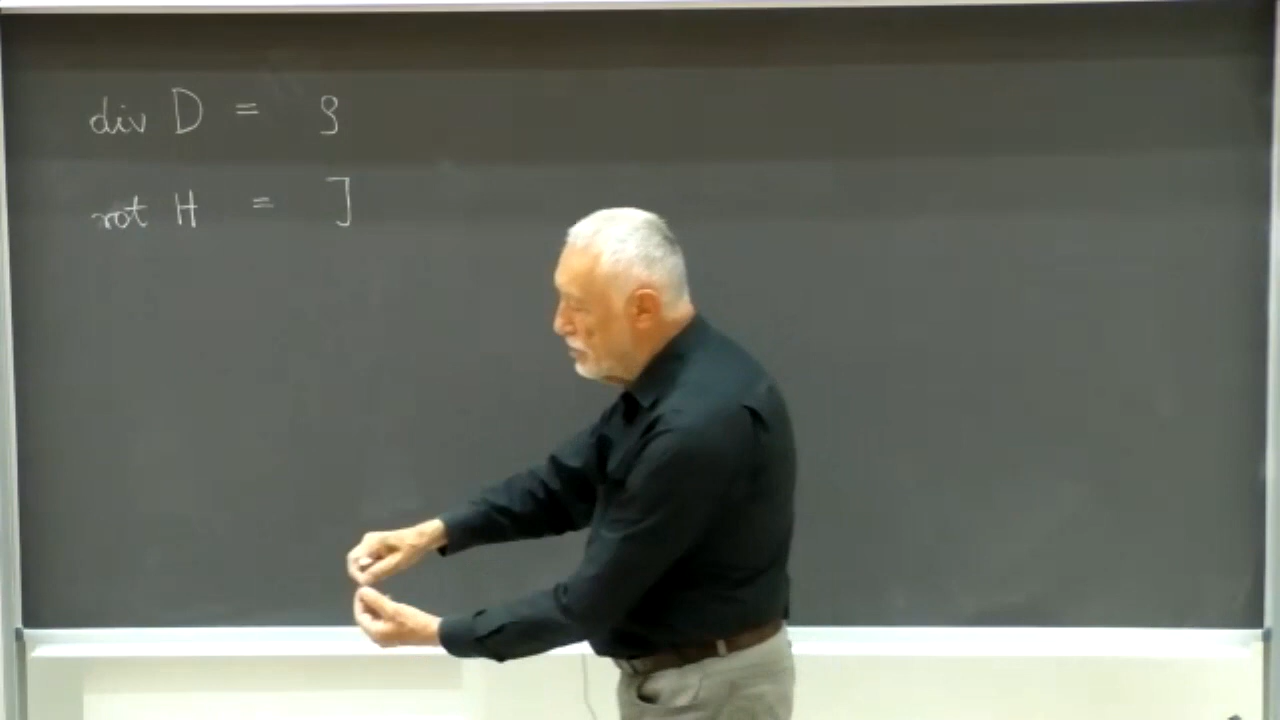 div D = ρ
rot H = J